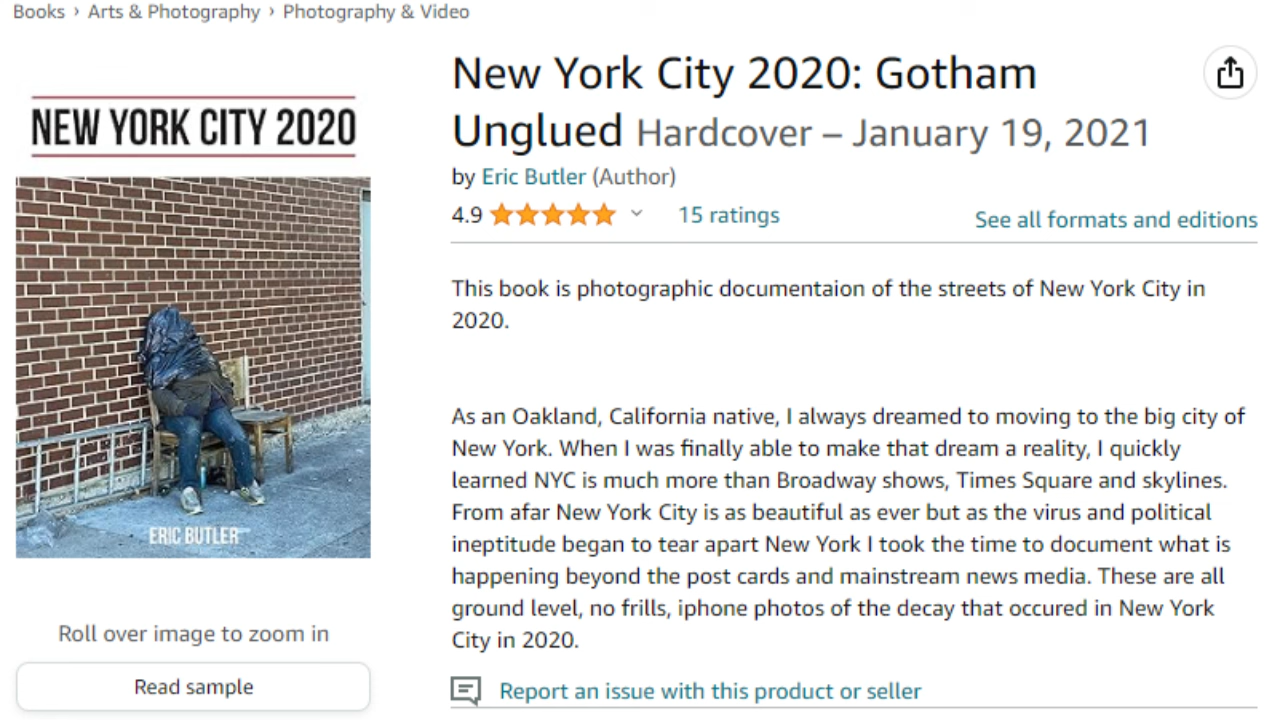 Books › Arts & Photography › Photography & Video
NEW YORK CITY 2020
ERIC BUTLER
Roll over image to zoom in
Read sample
New York City 2020: Gotham
Unglued Hardcover – January 19, 2021
by Eric Butler (Author)
4.9 15 ratings
See all formats and editions
This book is photographic documentaion of the streets of New York City in
2020.
As an Oakland, California native, I always dreamed to moving to the big city of
New York. When I was finally able to make that dream a reality, I quickly
learned NYC is much more than Broadway shows, Times Square and skylines.
From afar New York City is as beautiful as ever but as the virus and political
ineptitude began to tear apart New York I took the time to document what is
happening beyond the post cards and mainstream news media. These are all
ground level, no frills, iphone photos of the decay that occured in New York
City in 2020.
Report an issue with this product or seller